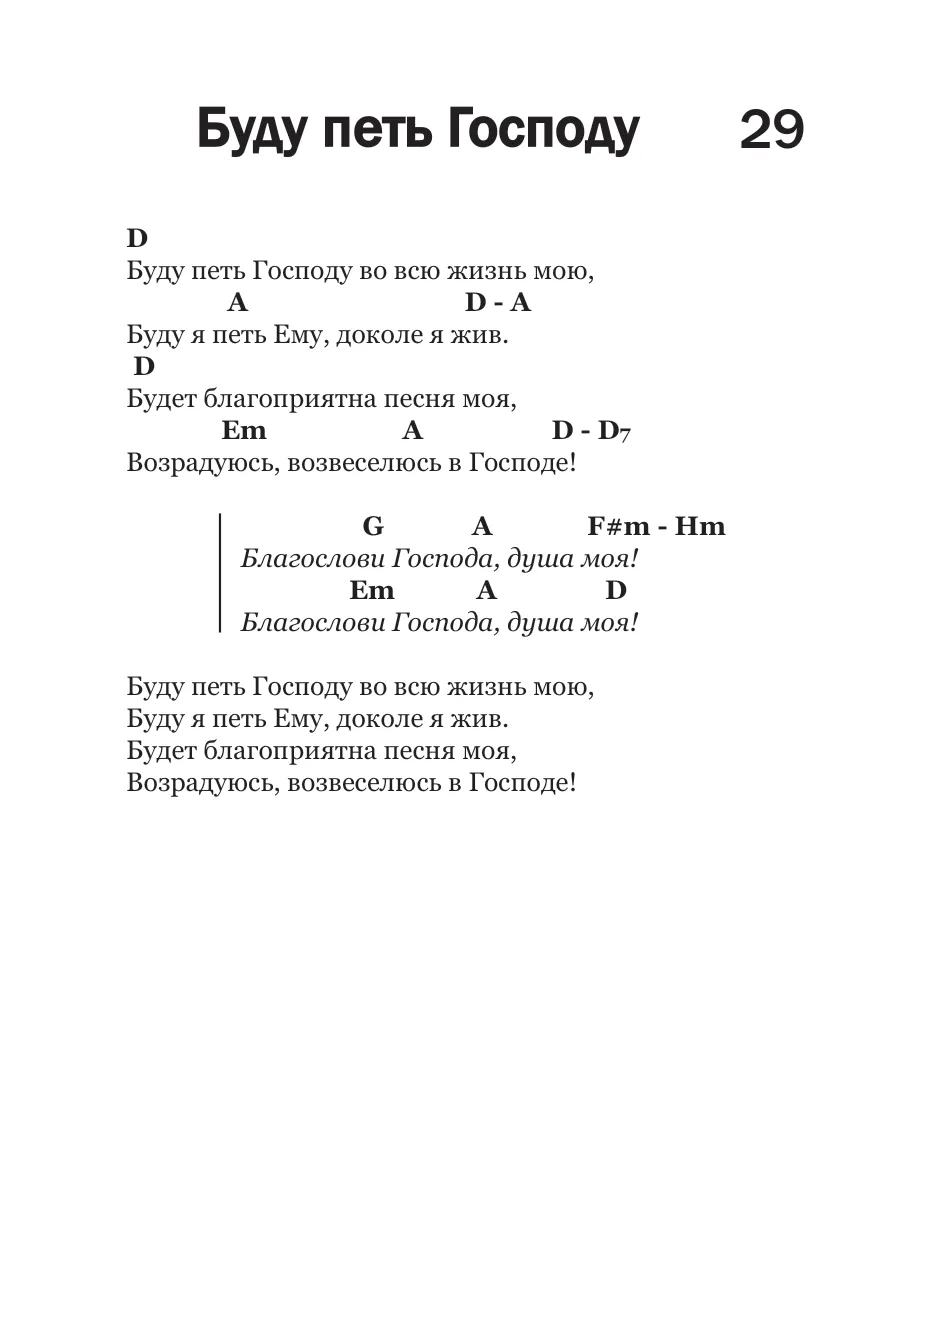 Буду петь Господу 29
D
Буду петь Господу во всю жизнь мою,
A D - A
Буду я петь Ему, доколе я жив.
D
Будет благоприятна песня моя,
Em A D - D7
Возрадуюсь, возвеселюсь в Господе!
G A F#m - Hm
Благослови Господа, душа моя!
Em A D
Благослови Господа, душа моя!
Буду петь Господу во всю жизнь мою,
Буду я петь Ему, доколе я жив.
Будет благоприятна песня моя,
Возрадуюсь, возвеселюсь в Господе!